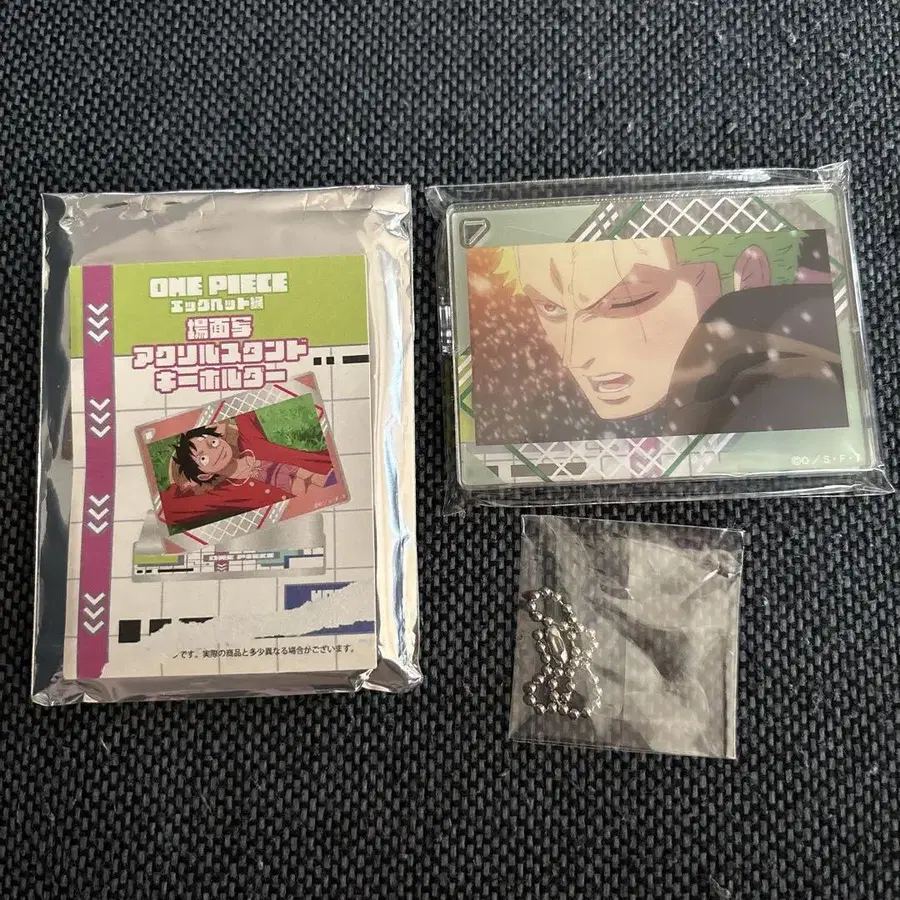 ONE PIECE
エッグヘッド編
場面写
アクリルスタンド
キーホルダー
ONE PIECE
です。実際の商品と多少異なる場合がございます。
©O/S・F・T